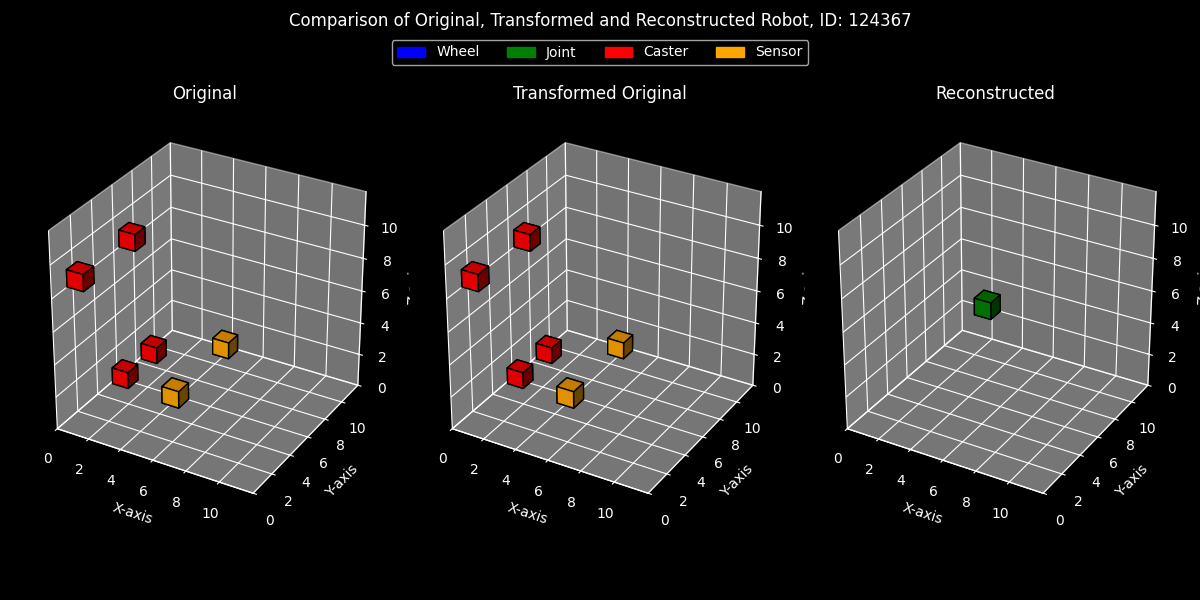 Comparison of Original, Transformed and Reconstructed Robot, ID: 124367
Wheel Joint Caster Sensor
Original Transformed Original Reconstructed
10 10 10
8 8 8
6 6 6
4 4 4
2 2 2
0 0 0
10 10 10
8 8 8
6 6 6
4 4 4
2 2 2
0 0 0
0 2 4 6 8 10 0 2 4 6 8 10 0 2 4 6 8 10
X-axis Y-axis X-axis Y-axis X-axis Y-axis